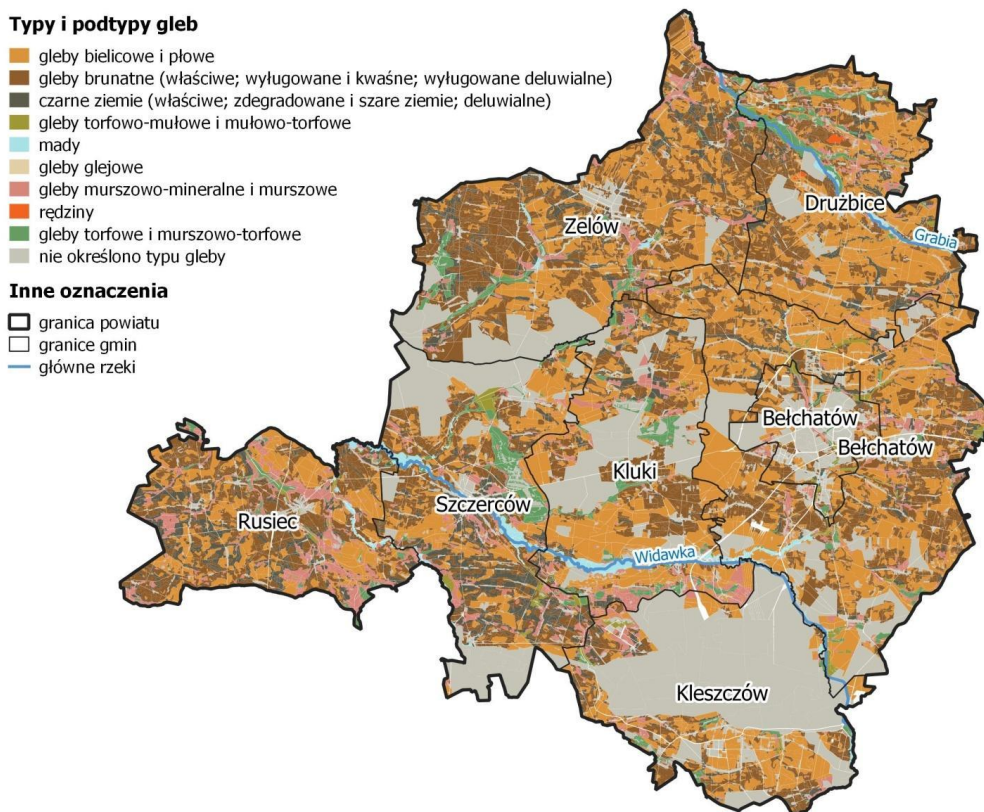 Typy i podtypy gleb
gleby bielicowe i płowe
gleby brunatne (właściwe; wyługowane i kwaśne; wyługowane deluwialne)
czarne ziemie (właściwe; zdegradowane i szare ziemie; deluwialne)
gleby torfowo-mułowe i mułowo-torfowe
mady
gleby glejowe
gleby murszowo-mineralne i murszowe
rędziny
gleby torfowe i murszowo-torfowe
nie określono typu gleby
Inne oznaczenia
granica powiatu
granice gmin
główne rzeki
Drużbice
Zelów
Grabia
Bełchatów
Bełchatów
Kluki
Szczerców
Rusiec
Widawka
Kleszczów